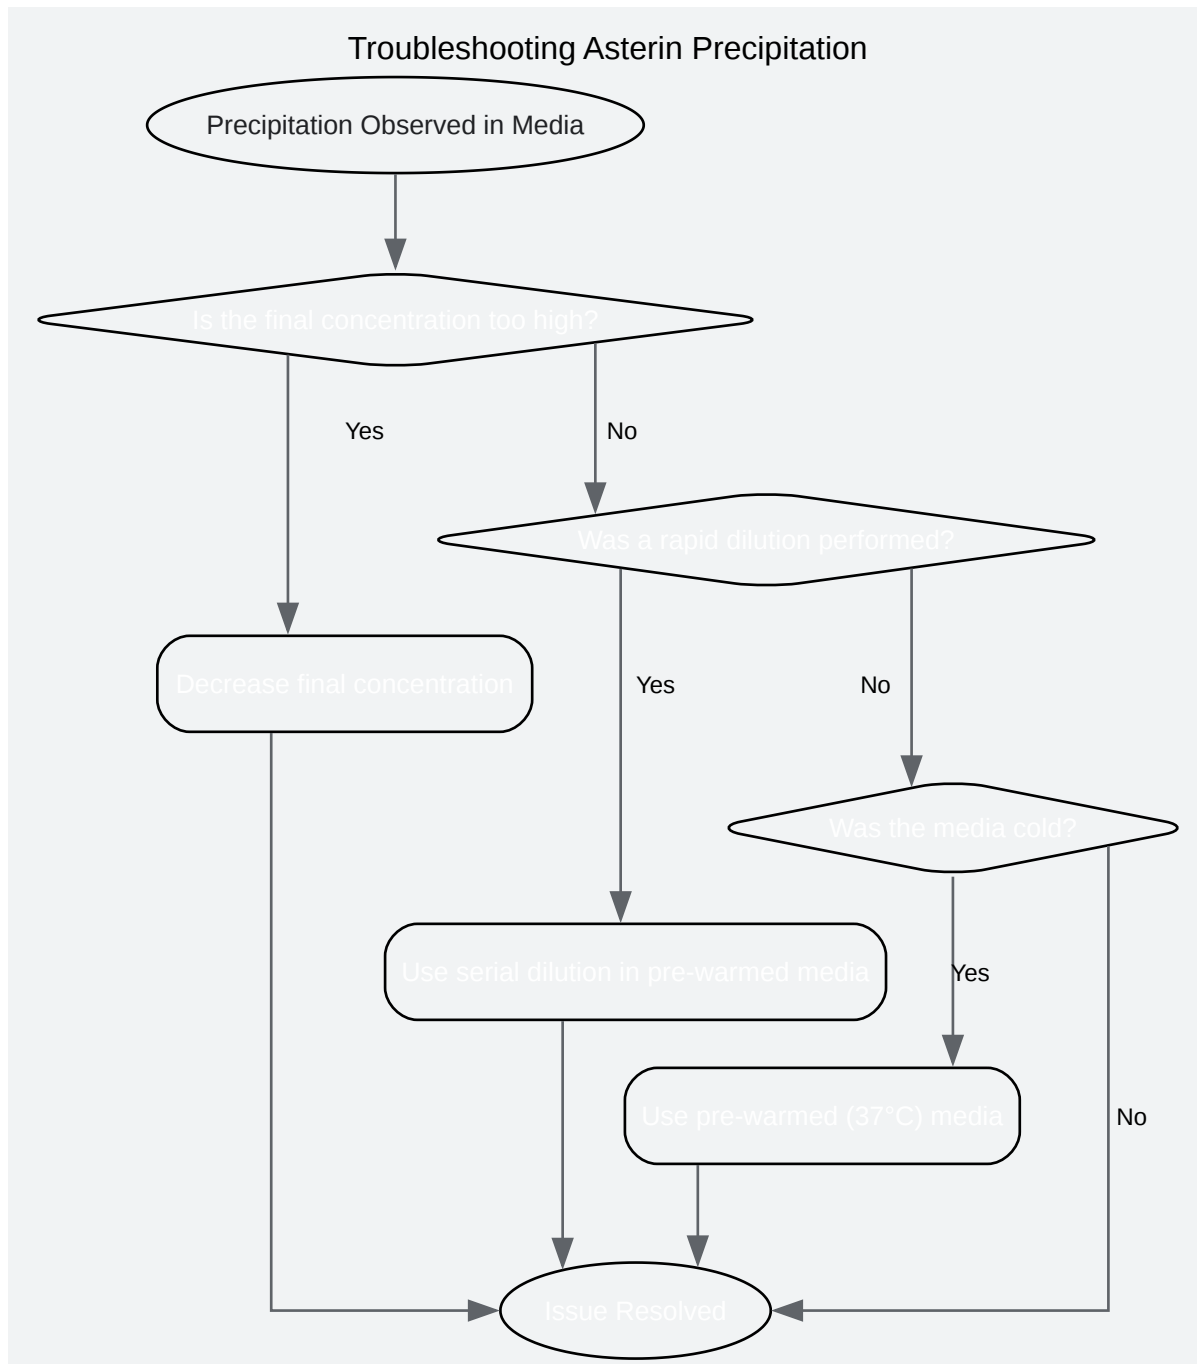 Troubleshooting Asterin Precipitation
Precipitation Observed in Media
Is the final concentration too high?
Yes
No
Was a rapid dilution performed?
Decrease final concentration
Yes
No
Was the media cold?
Use serial dilution in pre-warmed media
Yes
Use pre-warmed (37°C) media
No
Issue Resolved